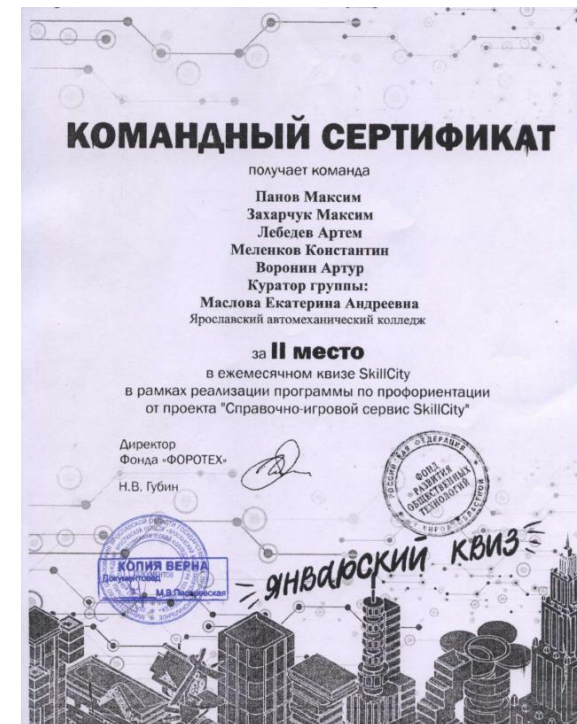 КОМАНДНЫЙ СЕРТИФИКАТ
получает команда
Панов Максим
Захарчук Максим
Лебедев Артем
Меленков Константин
Воронин Артур
Куратор группы:
Маслова Екатерина Андреевна
Ярославский автомеханический колледж
за II место
в ежемесячном квизе SkillCity
в рамках реализации программы по профориентации
от проекта "Справочно-игровой сервис SkillCity"
Директор
Фонда «ФОРОТЕХ»
Н.В. Губин
ФОНД
РАЗВИТИЯ
ОБЩЕСТВЕННЫХ
ТЕХНОЛОГИЙ
КОПИЯ ВЕРНА
Документовед
январский квиз